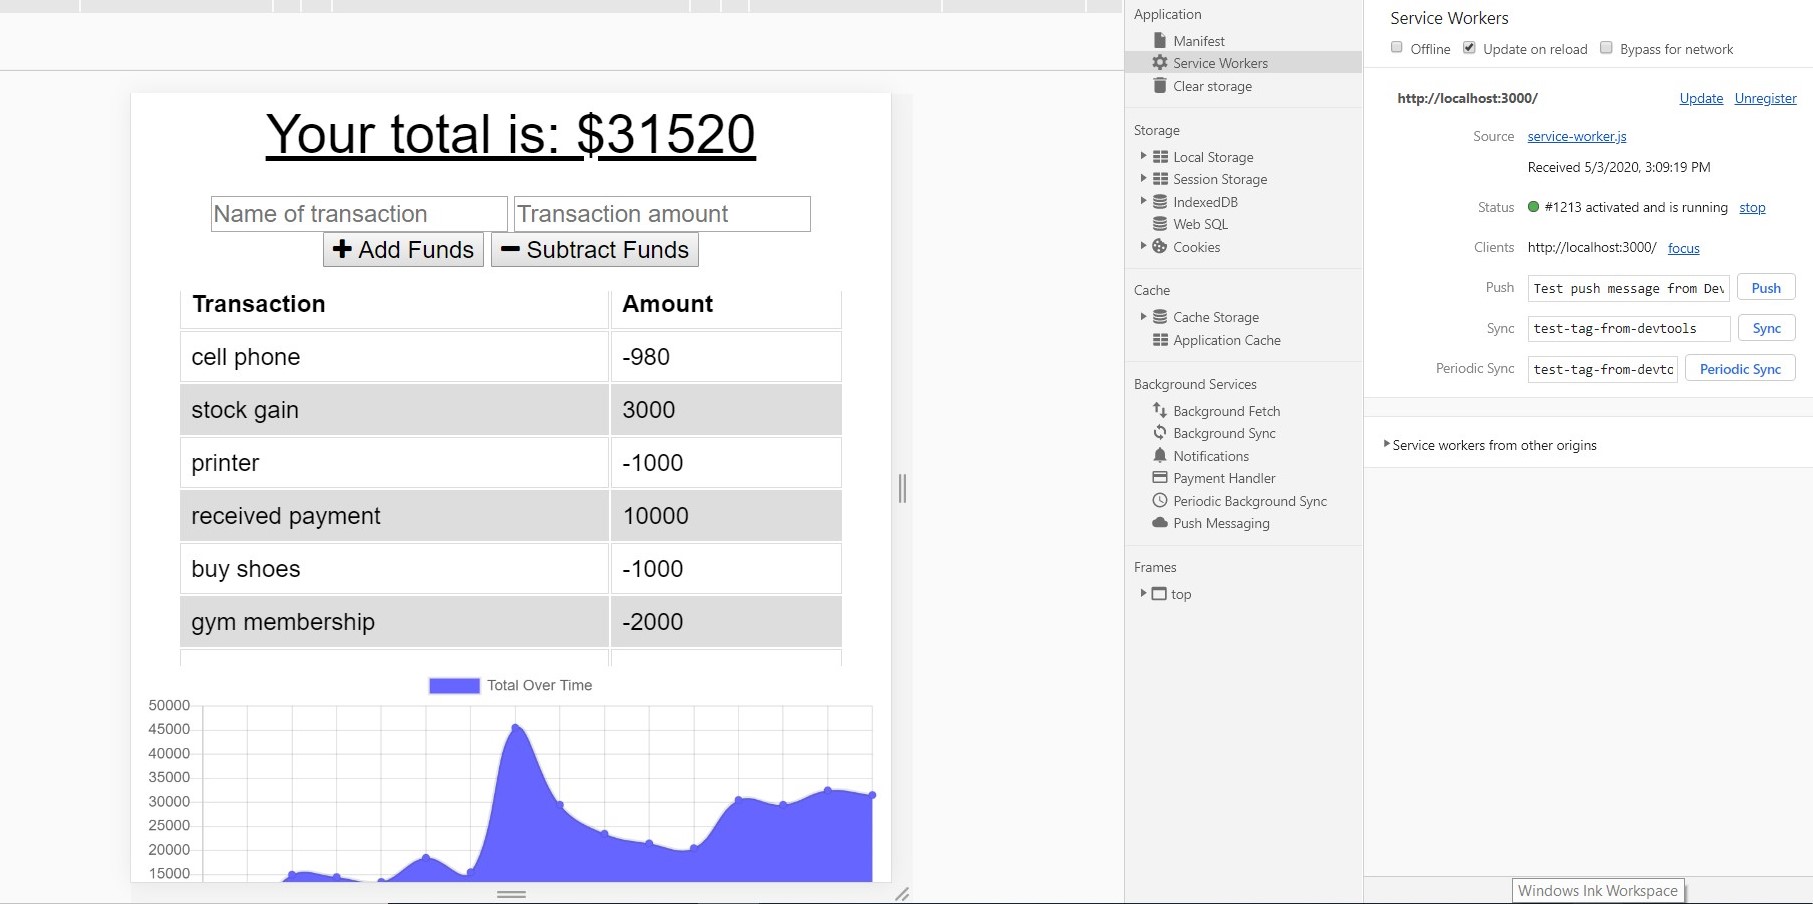 Your total is: $31520
Name of transaction Transaction amount
Add Funds Subtract Funds
Transaction Amount
cell phone -980
stock gain 3000
printer -1000
received payment 10000
buy shoes -1000
gym membership -2000
Total Over Time
50000
45000
40000
35000
30000
25000
20000
15000
Application
Manifest
Service Workers
Clear storage
Storage
Local Storage
Session Storage
IndexedDB
Web SQL
Cookies
Cache
Cache Storage
Application Cache
Background Services
Background Fetch
Background Sync
Notifications
Payment Handler
Periodic Background Sync
Push Messaging
Frames
top
Service Workers
Offline Update on reload Bypass for network
http://localhost:3000/ Update Unregister
Source service-worker.js
Received 5/3/2020, 3:09:19 PM
Status #1213 activated and is running stop
Clients http://localhost:3000/ focus
Push Test push message from Dev Push
Sync test-tag-from-devtools Sync
Periodic Sync test-tag-from-devtc Periodic Sync
Service workers from other origins
Windows Ink Workspace